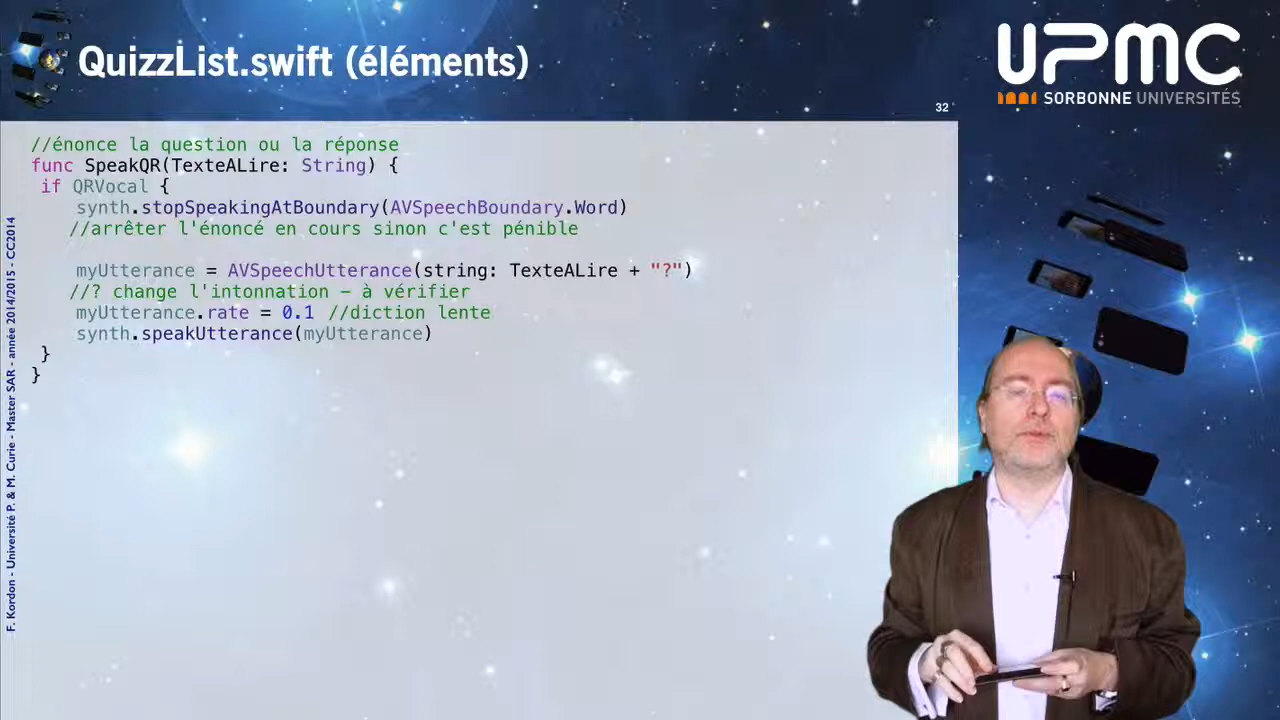 QuizzList.swift (éléments)
UPMC
SORBONNE UNIVERSITÉS
32
//énonce la question ou la réponse
func SpeakQR(TexteALire: String) {
if QRVocal {
synth.stopSpeakingAtBoundary(AVSpeechBoundary.Word)
//arrêter l'énoncé en cours sinon c'est pénible
myUtterance = AVSpeechUtterance(string: TexteALire + "?")
//? change l'intonnation – à vérifier
myUtterance.rate = 0.1 //diction lente
synth.speakUtterance(myUtterance)
}
}
F. Kordon - Université P. & M. Curie - Master SAR - année 2014/2015 - CC2014